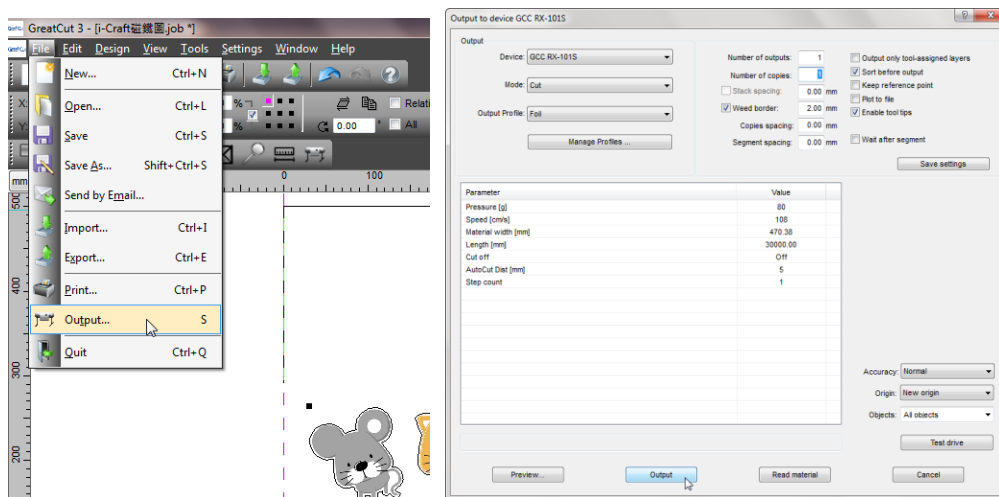 GreatCut 3 - [i-Craft磁鐵圖.job *]
File Edit Design View Tools Settings Window Help
New... Ctrl+N
Open... Ctrl+L
Save Ctrl+S
Save As... Shift+Ctrl+S
Send by Email...
Import... Ctrl+I
Export... Ctrl+E
Print... Ctrl+P
Output... S
Quit Ctrl+Q
X:
Y:
%
%
0.00 °
Relati
All
mm
0 100
500
400
300
200
Output to device GCC RX-101S
Output
Device: GCC RX-101S
Mode: Cut
Output Profile: Foil
Manage Profiles ...
Number of outputs: 1
Number of copies: 1
Stack spacing: 0.00 mm
Weed border: 2.00 mm
Copies spacing: 0.00 mm
Segment spacing: 0.00 mm
Output only tool-assigned layers
Sort before output
Keep reference point
Plot to file
Enable tool tips
Wait after segment
Save settings
Parameter Value
Pressure [g] 80
Speed [cm/s] 108
Material width [mm] 470.38
Length [mm] 30000.00
Cut off Off
AutoCut Dist [mm] 5
Step count 1
Accuracy: Normal
Origin: New origin
Objects: All objects
Test drive
Preview... Output Read material Cancel